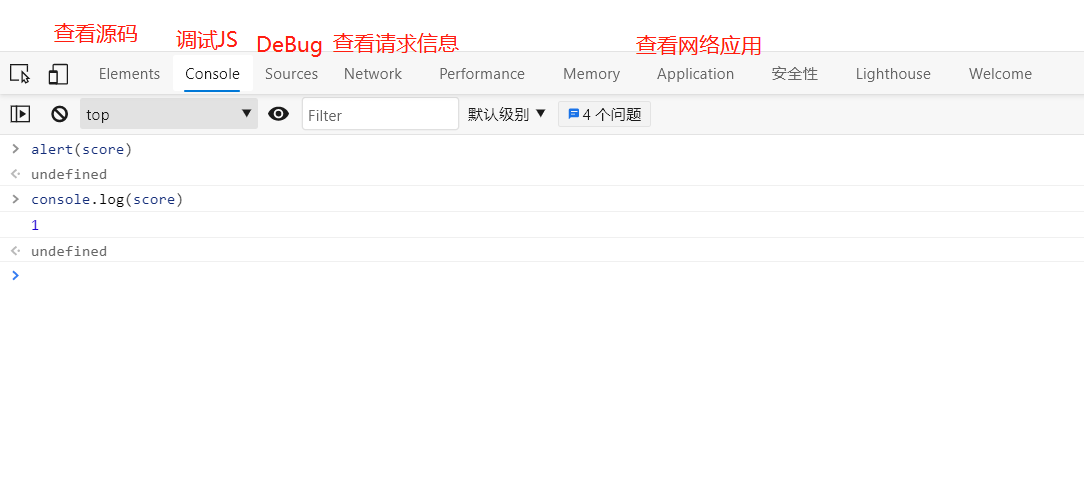 查看源码 调试JS DeBug 查看请求信息 查看网络应用
Elements Console Sources Network Performance Memory Application 安全性 Lighthouse Welcome
top Filter 默认级别 4 个问题
alert(score)
undefined
console.log(score)
1
undefined